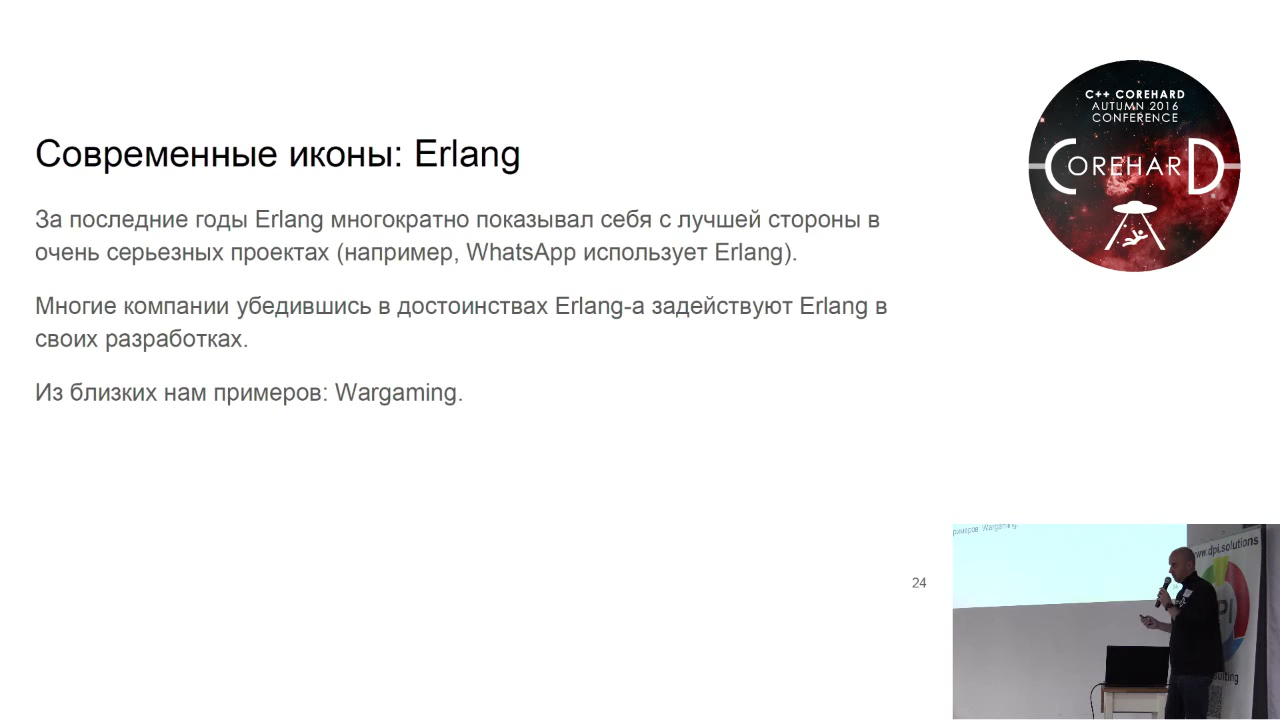 Современные иконы: Erlang
За последние годы Erlang многократно показывал себя с лучшей стороны в
очень серьезных проектах (например, WhatsApp использует Erlang).
Многие компании убедившись в достоинствах Erlang-а задействуют Erlang в
своих разработках.
Из близких нам примеров: Wargaming.
C++ COREHARD
AUTUMN 2016
CONFERENCE
COREHARD
24
примеров: Wargaming.
www.dpi.solutions